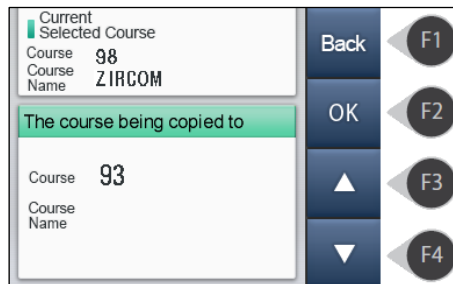 Current
Selected Course
Course 98
Course Name ZIRCOM
The course being copied to
Course 93
Course Name
Back
OK
F1
F2
F3
F4